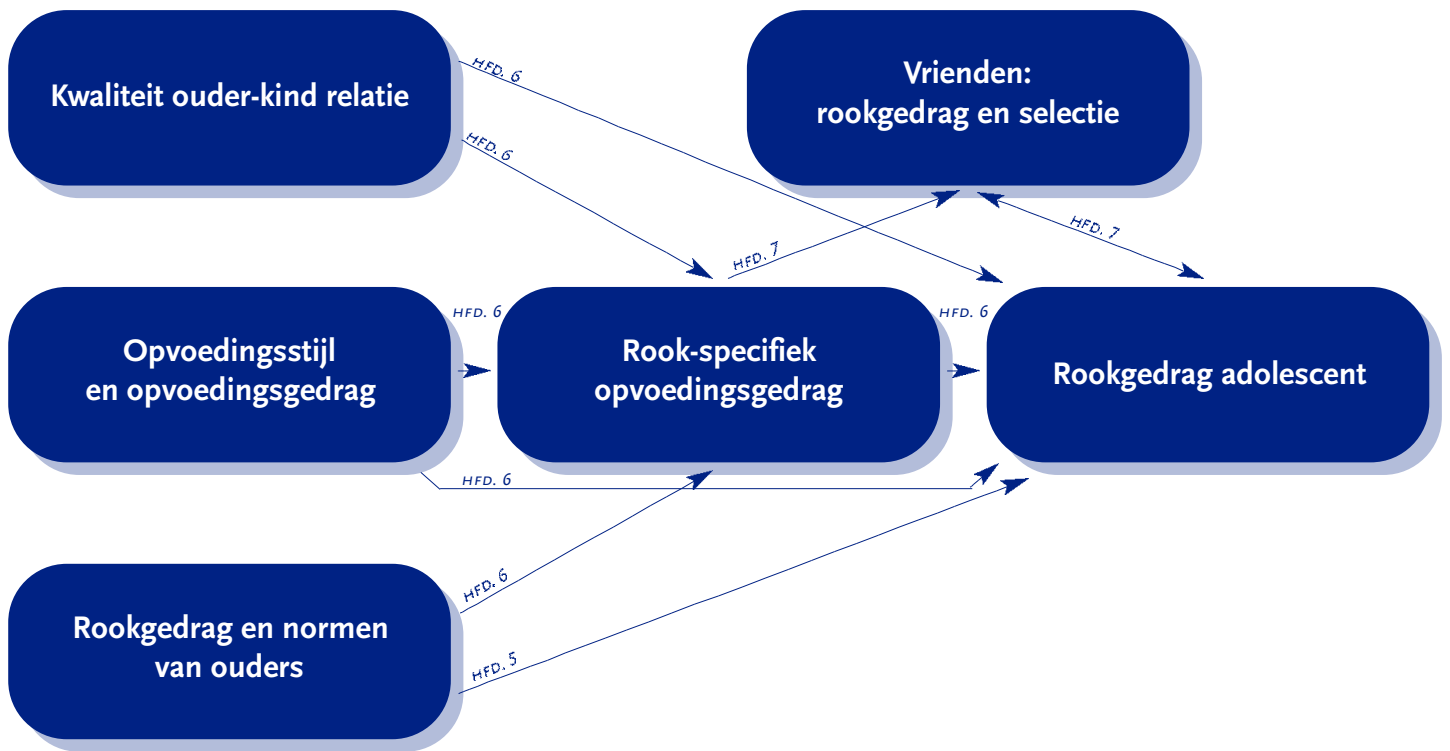 Kwaliteit ouder-kind relatie
HFD. 6
HFD. 6
Vrienden:
rookgedrag en selectie
HFD. 7
HFD. 7
Opvoedingsstijl
en opvoedingsgedrag
HFD. 6
Rook-specifiek
opvoedingsgedrag
HFD. 6
Rookgedrag adolescent
HFD. 6
Rookgedrag en normen
van ouders
HFD. 6
HFD. 5